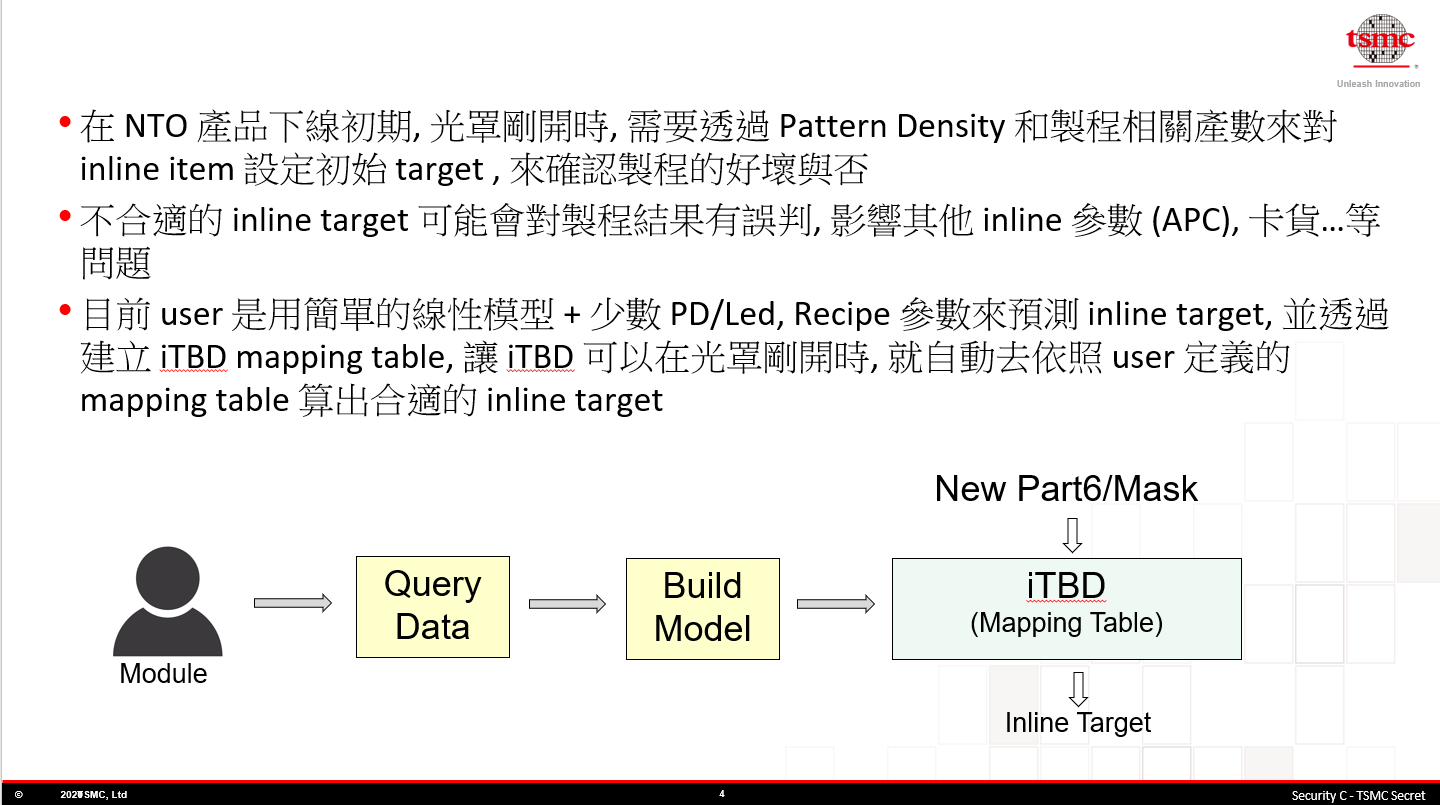 tsmc
Unleash Innovation
• 在 NTO 產品下線初期, 光罩剛開時, 需要透過 Pattern Density 和製程相關產數來對
inline item 設定初始 target , 來確認製程的好壞與否
• 不合適的 inline target 可能會對製程結果有誤判, 影響其他 inline 參數 (APC), 卡貨…等
問題
• 目前 user 是用簡單的線性模型 + 少數 PD/Led, Recipe 參數來預測 inline target, 並透過
建立 iTBD mapping table, 讓 iTBD 可以在光罩剛開時, 就自動去依照 user 定義的
mapping table 算出合適的 inline target
New Part6/Mask
Query
Data
Build
Model
iTBD
(Mapping Table)
Module
Inline Target
©
TSMC, Ltd
4
Security C - TSMC Secret